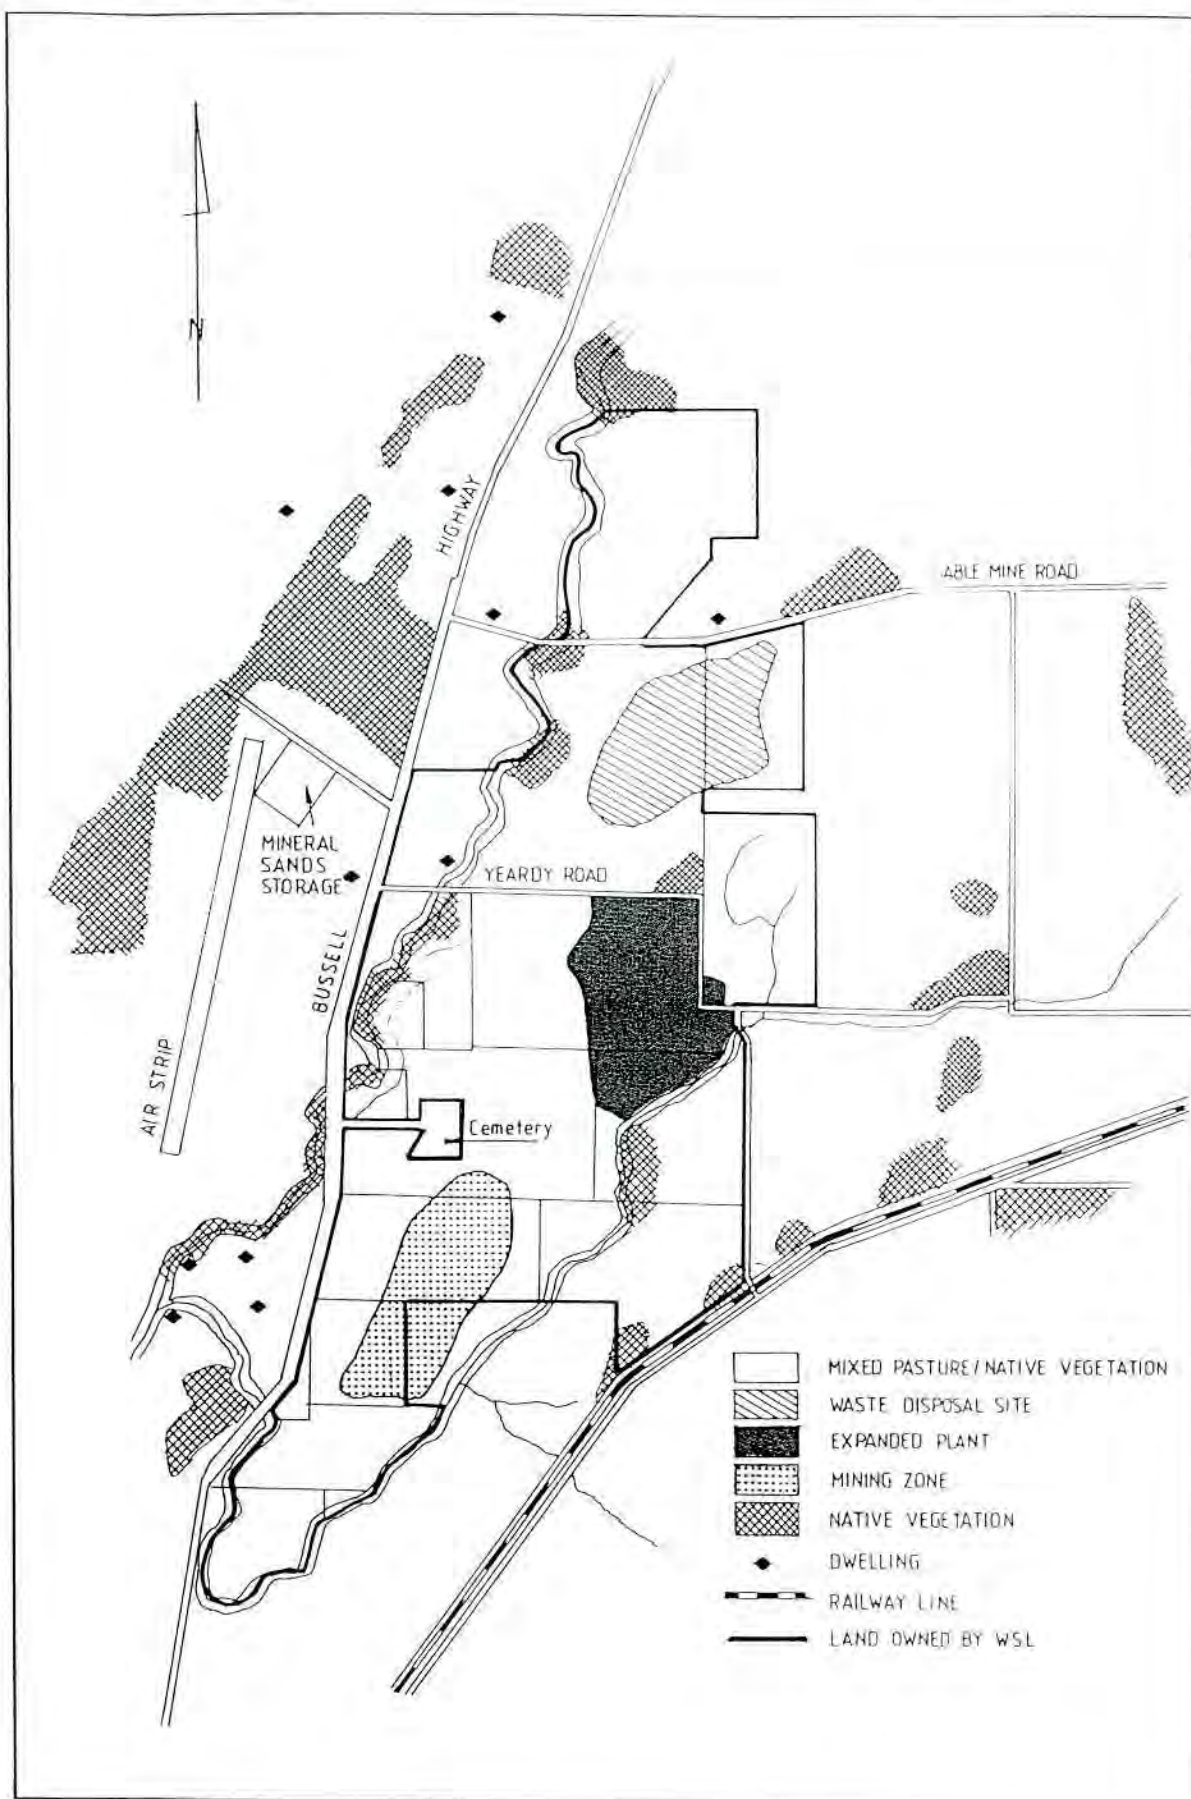 N
HIGHWAY
ABLE MINE ROAD
MINERAL
SANDS
STORAGE
YEARDY ROAD
BUSSELL
AIR STRIP
Cemetery
MIXED PASTURE/NATIVE VEGETATION
WASTE DISPOSAL SITE
EXPANDED PLANT
MINING ZONE
NATIVE VEGETATION
DWELLING
RAILWAY LINE
LAND OWNED BY WSL